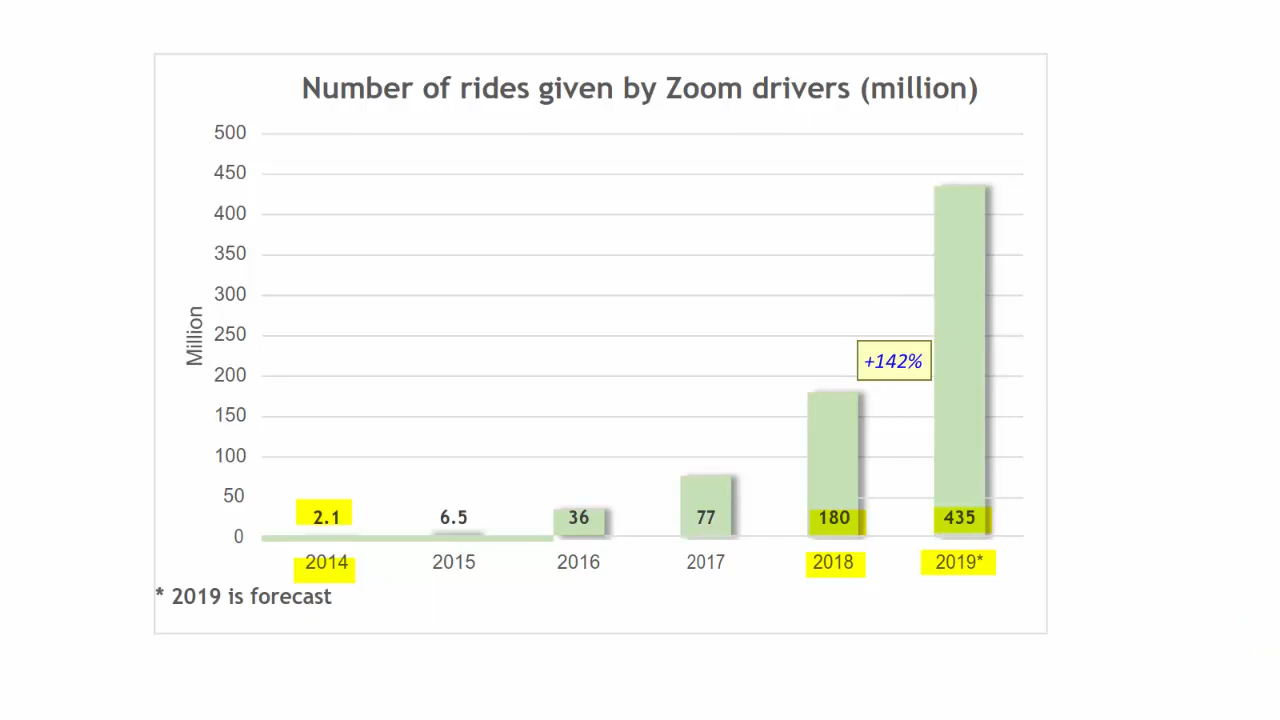 Number of rides given by Zoom drivers (million)
500
450
400
350
300
250
200
150
100
50
0
Million
+142%
2.1 6.5 36 77 180 435
2014 2015 2016 2017 2018 2019*
* 2019 is forecast